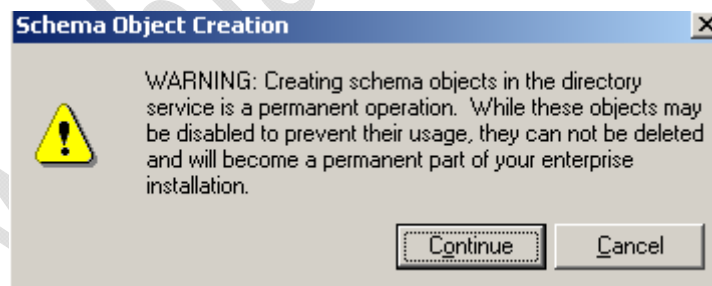 Schema Object Creation
WARNING: Creating schema objects in the directory
service is a permanent operation. While these objects may
be disabled to prevent their usage, they can not be deleted
and will become a permanent part of your enterprise
installation.
Continue Cancel